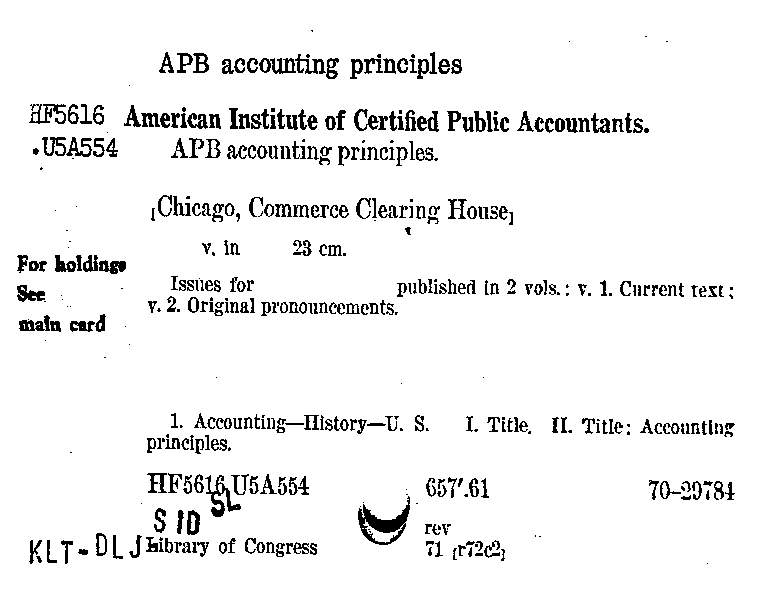 APB accounting principles
HF5616 American Institute of Certified Public Accountants.
.U5A554 APB accounting principles.
[Chicago, Commerce Clearing House]
v. in 23 cm.
For holdings
See
main card
Issues for published in 2 vols.: v. 1. Current text;
v. 2. Original pronouncements.
1. Accounting—History—U. S. I. Title. II. Title: Accounting
principles.
HF5616.U5A554 657'.61 70-29784
SL
S ID
rev
KLT-DLJ Library of Congress 71 [r72c2]